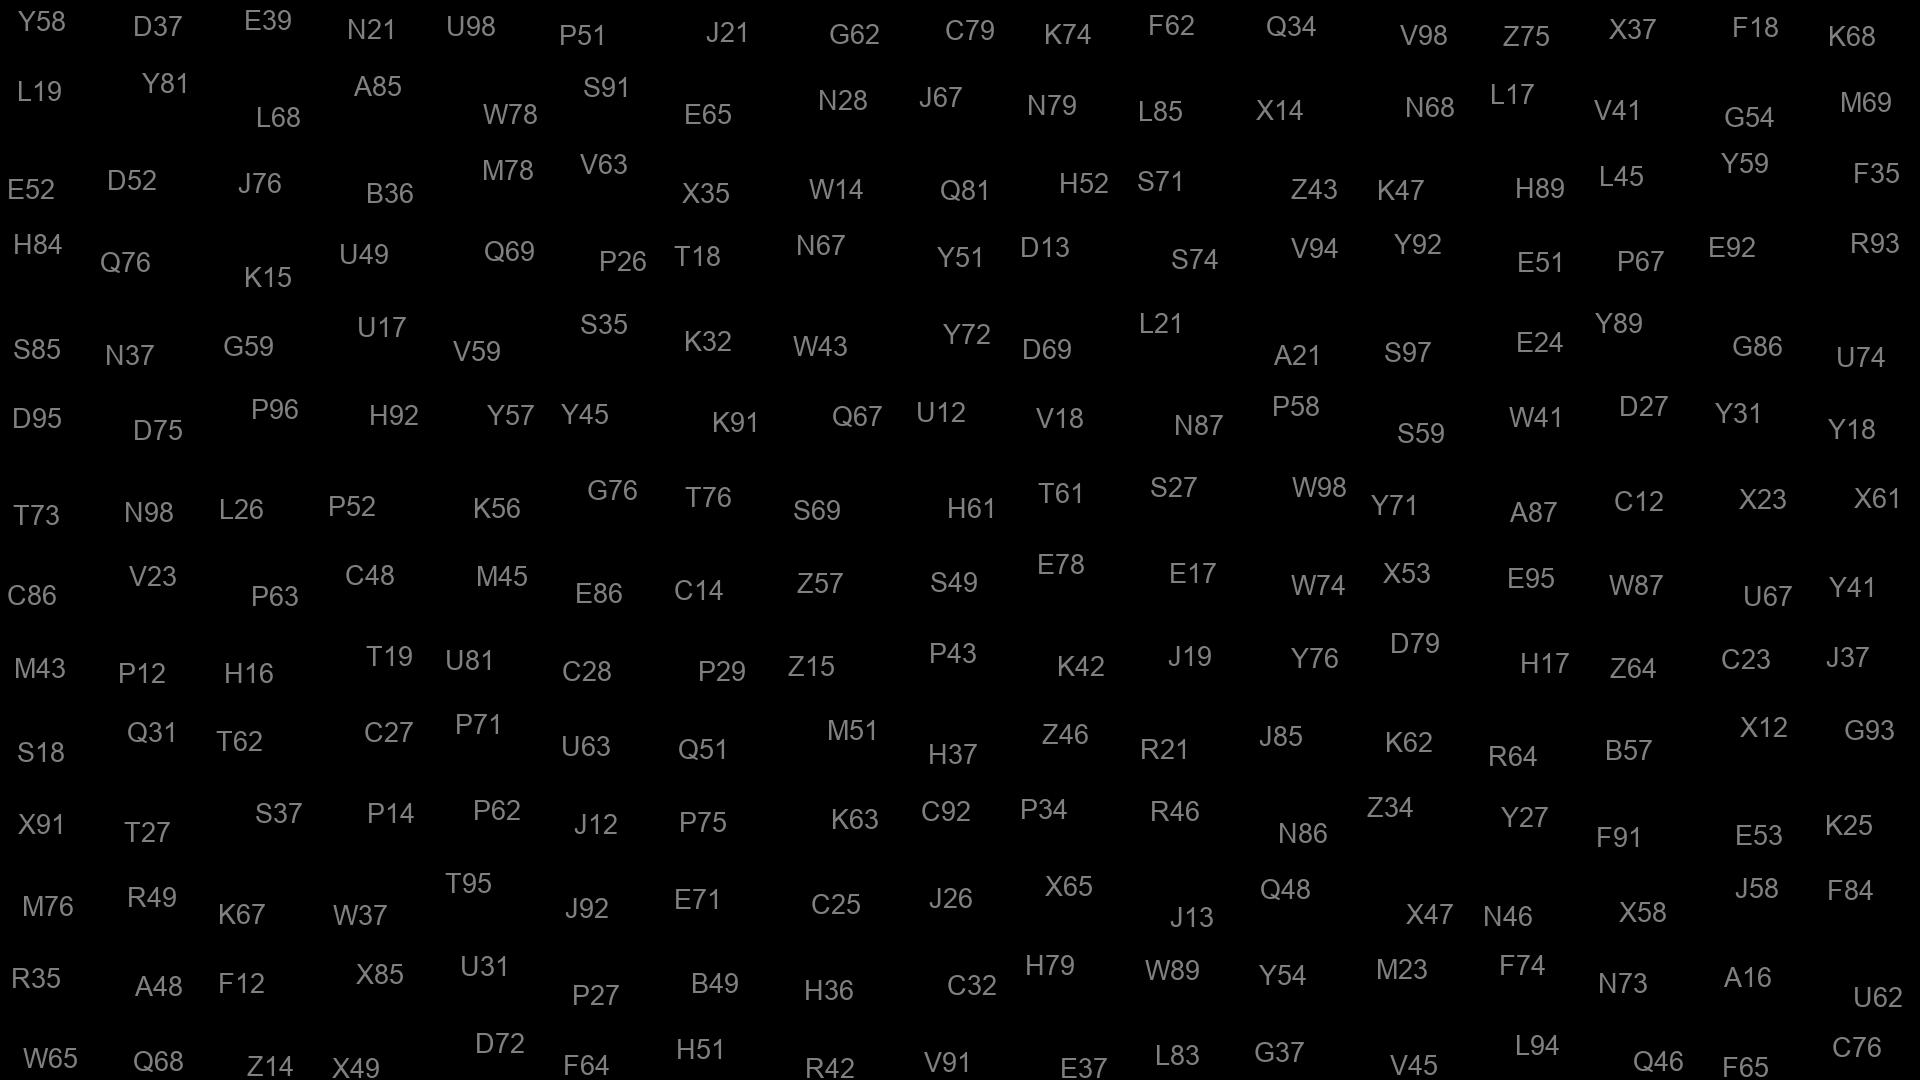 Y58 D37 E39 N21 U98 P51 J21 G62 C79 K74 F62 Q34 V98 Z75 X37 F18 K68
L19 Y81 L68 A85 W78 S91 E65 N28 J67 N79 L85 X14 N68 L17 V41 G54 M69
E52 D52 J76 B36 M78 V63 X35 W14 Q81 H52 S71 Z43 K47 H89 L45 Y59 F35
H84 Q76 K15 U49 Q69 P26 T18 N67 Y51 D13 S74 V94 Y92 E51 P67 E92 R93
S85 N37 G59 U17 V59 S35 K32 W43 Y72 D69 L21 A21 S97 E24 Y89 G86 U74
D95 D75 P96 H92 Y57 Y45 K91 Q67 U12 V18 N87 P58 S59 W41 D27 Y31 Y18
T73 N98 L26 P52 K56 G76 T76 S69 H61 T61 S27 W98 Y71 A87 C12 X23 X61
C86 V23 P63 C48 M45 E86 C14 Z57 S49 E78 E17 W74 X53 E95 W87 U67 Y41
M43 P12 H16 T19 U81 C28 P29 Z15 P43 K42 J19 Y76 D79 H17 Z64 C23 J37
S18 Q31 T62 C27 P71 U63 Q51 M51 H37 Z46 R21 J85 K62 R64 B57 X12 G93
X91 T27 S37 P14 P62 J12 P75 K63 C92 P34 R46 N86 Z34 Y27 F91 E53 K25
M76 R49 K67 W37 T95 J92 E71 C25 J26 X65 J13 Q48 X47 N46 X58 J58 F84
R35 A48 F12 X85 U31 P27 B49 H36 C32 H79 W89 Y54 M23 F74 N73 A16 U62
W65 Q68 Z14 X49 D72 F64 H51 R42 V91 E37 L83 G37 V45 L94 Q46 F65 C76